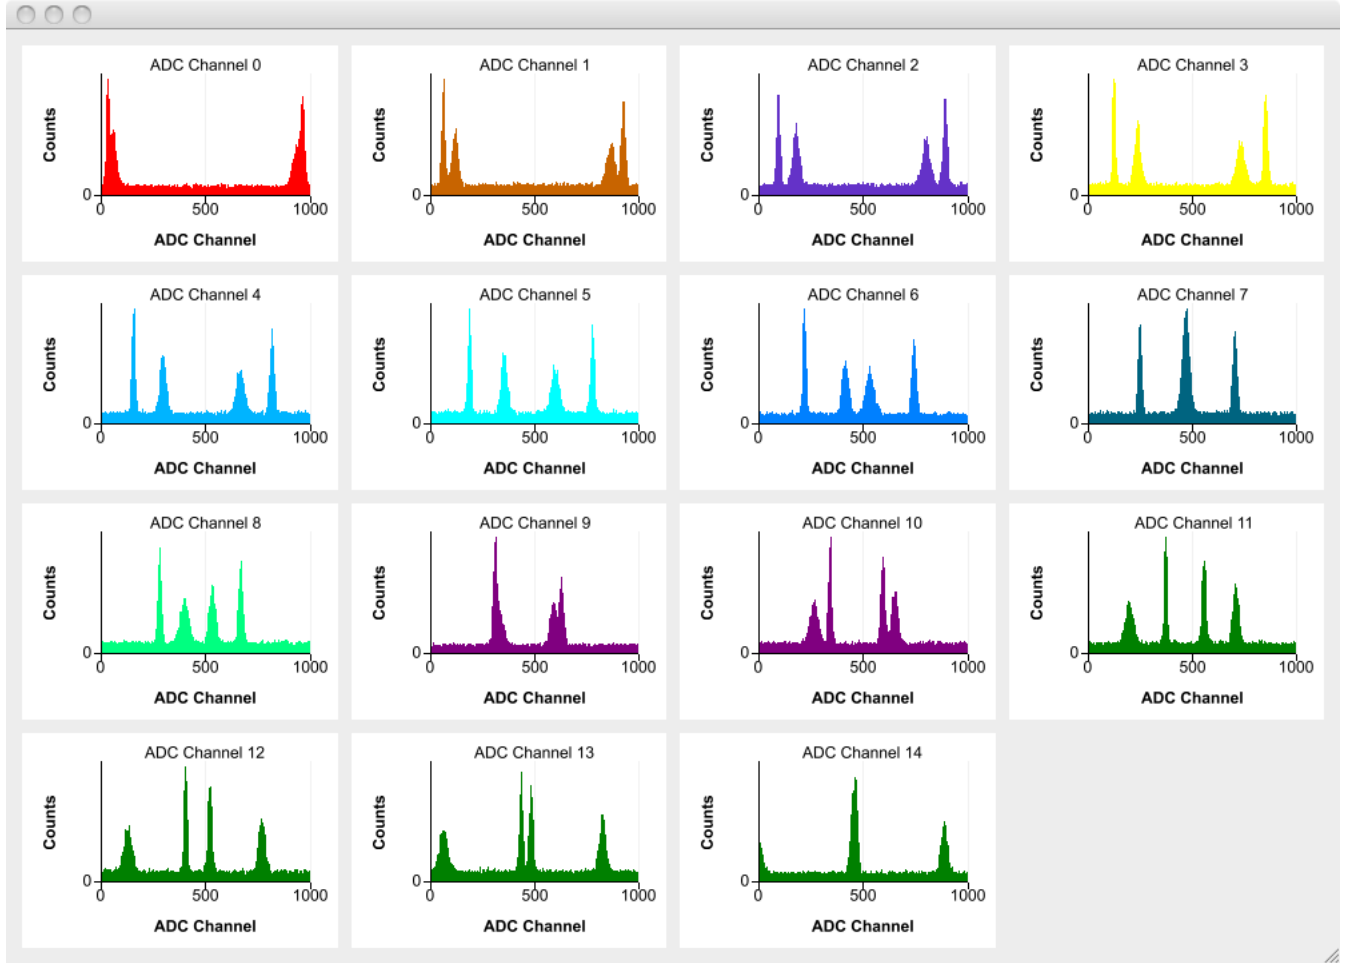 ADC Channel 0
Counts
0
0 500 1000
ADC Channel
ADC Channel 1
Counts
0
0 500 1000
ADC Channel
ADC Channel 2
Counts
0
0 500 1000
ADC Channel
ADC Channel 3
Counts
0
0 500 1000
ADC Channel
ADC Channel 4
Counts
0
0 500 1000
ADC Channel
ADC Channel 5
Counts
0
0 500 1000
ADC Channel
ADC Channel 6
Counts
0
0 500 1000
ADC Channel
ADC Channel 7
Counts
0
0 500 1000
ADC Channel
ADC Channel 8
Counts
0
0 500 1000
ADC Channel
ADC Channel 9
Counts
0
0 500 1000
ADC Channel
ADC Channel 10
Counts
0
0 500 1000
ADC Channel
ADC Channel 11
Counts
0
0 500 1000
ADC Channel
ADC Channel 12
Counts
0
0 500 1000
ADC Channel
ADC Channel 13
Counts
0
0 500 1000
ADC Channel
ADC Channel 14
Counts
0
0 500 1000
ADC Channel